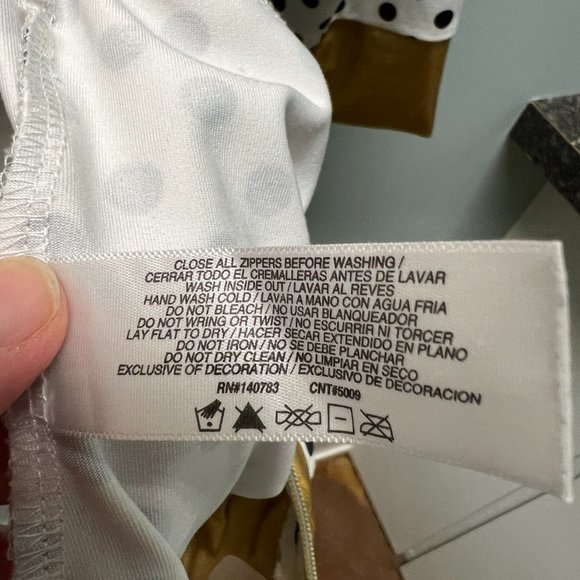 CLOSE ALL ZIPPERS BEFORE WASHING /
CERRAR TODO EL CREMALLERAS ANTES DE LAVAR
WASH INSIDE OUT / LAVAR AL REVES
HAND WASH COLD / LAVAR A MANO CON AGUA FRIA
DO NOT BLEACH / NO USAR BLANQUEADOR
DO NOT WRING OR TWIST / NO ESCURRIR NI TORCER
LAY FLAT TO DRY / HACER SECAR EXTENDIDO EN PLANO
DO NOT IRON / NO SE DEBE PLANCHAR
DO NOT DRY CLEAN / NO LIMPIAR EN SECO
EXCLUSIVE OF DECORATION / EXCLUSIVO DE DECORACION
RN#140783 CNT#5009